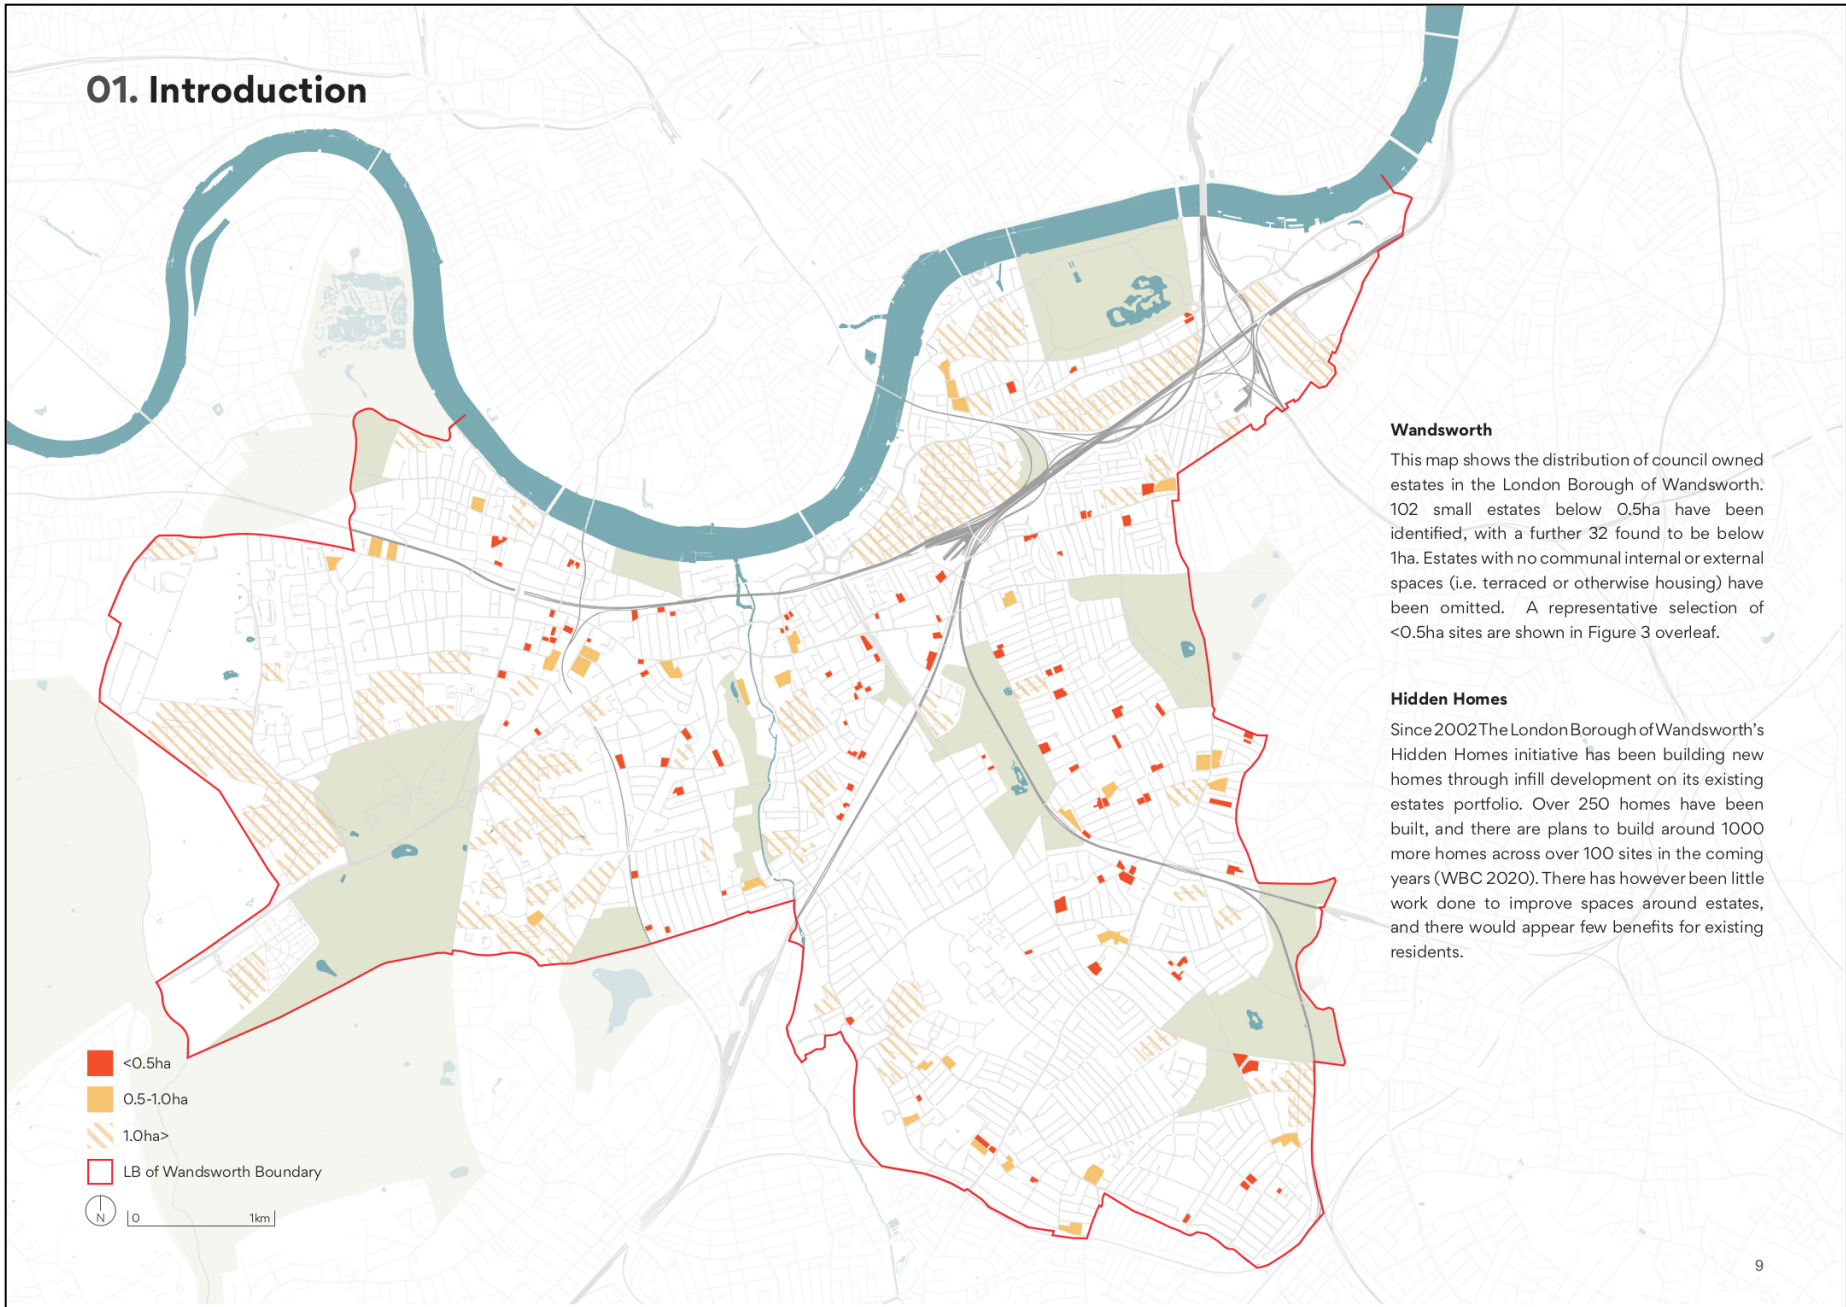 01. Introduction
Wandsworth
This map shows the distribution of council owned
estates in the London Borough of Wandsworth.
102 small estates below 0.5ha have been
identified, with a further 32 found to be below
1ha. Estates with no communal internal or external
spaces (i.e. terraced or otherwise housing) have
been omitted. A representative selection of
<0.5ha sites are shown in Figure 3 overleaf.
Hidden Homes
Since 2002 The London Borough of Wandsworth's
Hidden Homes initiative has been building new
homes through infill development on its existing
estates portfolio. Over 250 homes have been
built, and there are plans to build around 1000
more homes across over 100 sites in the coming
years (WBC 2020). There has however been little
work done to improve spaces around estates,
and there would appear few benefits for existing
residents.
<0.5ha
0.5-1.0ha
1.0ha>
LB of Wandsworth Boundary
N
0 1km
9